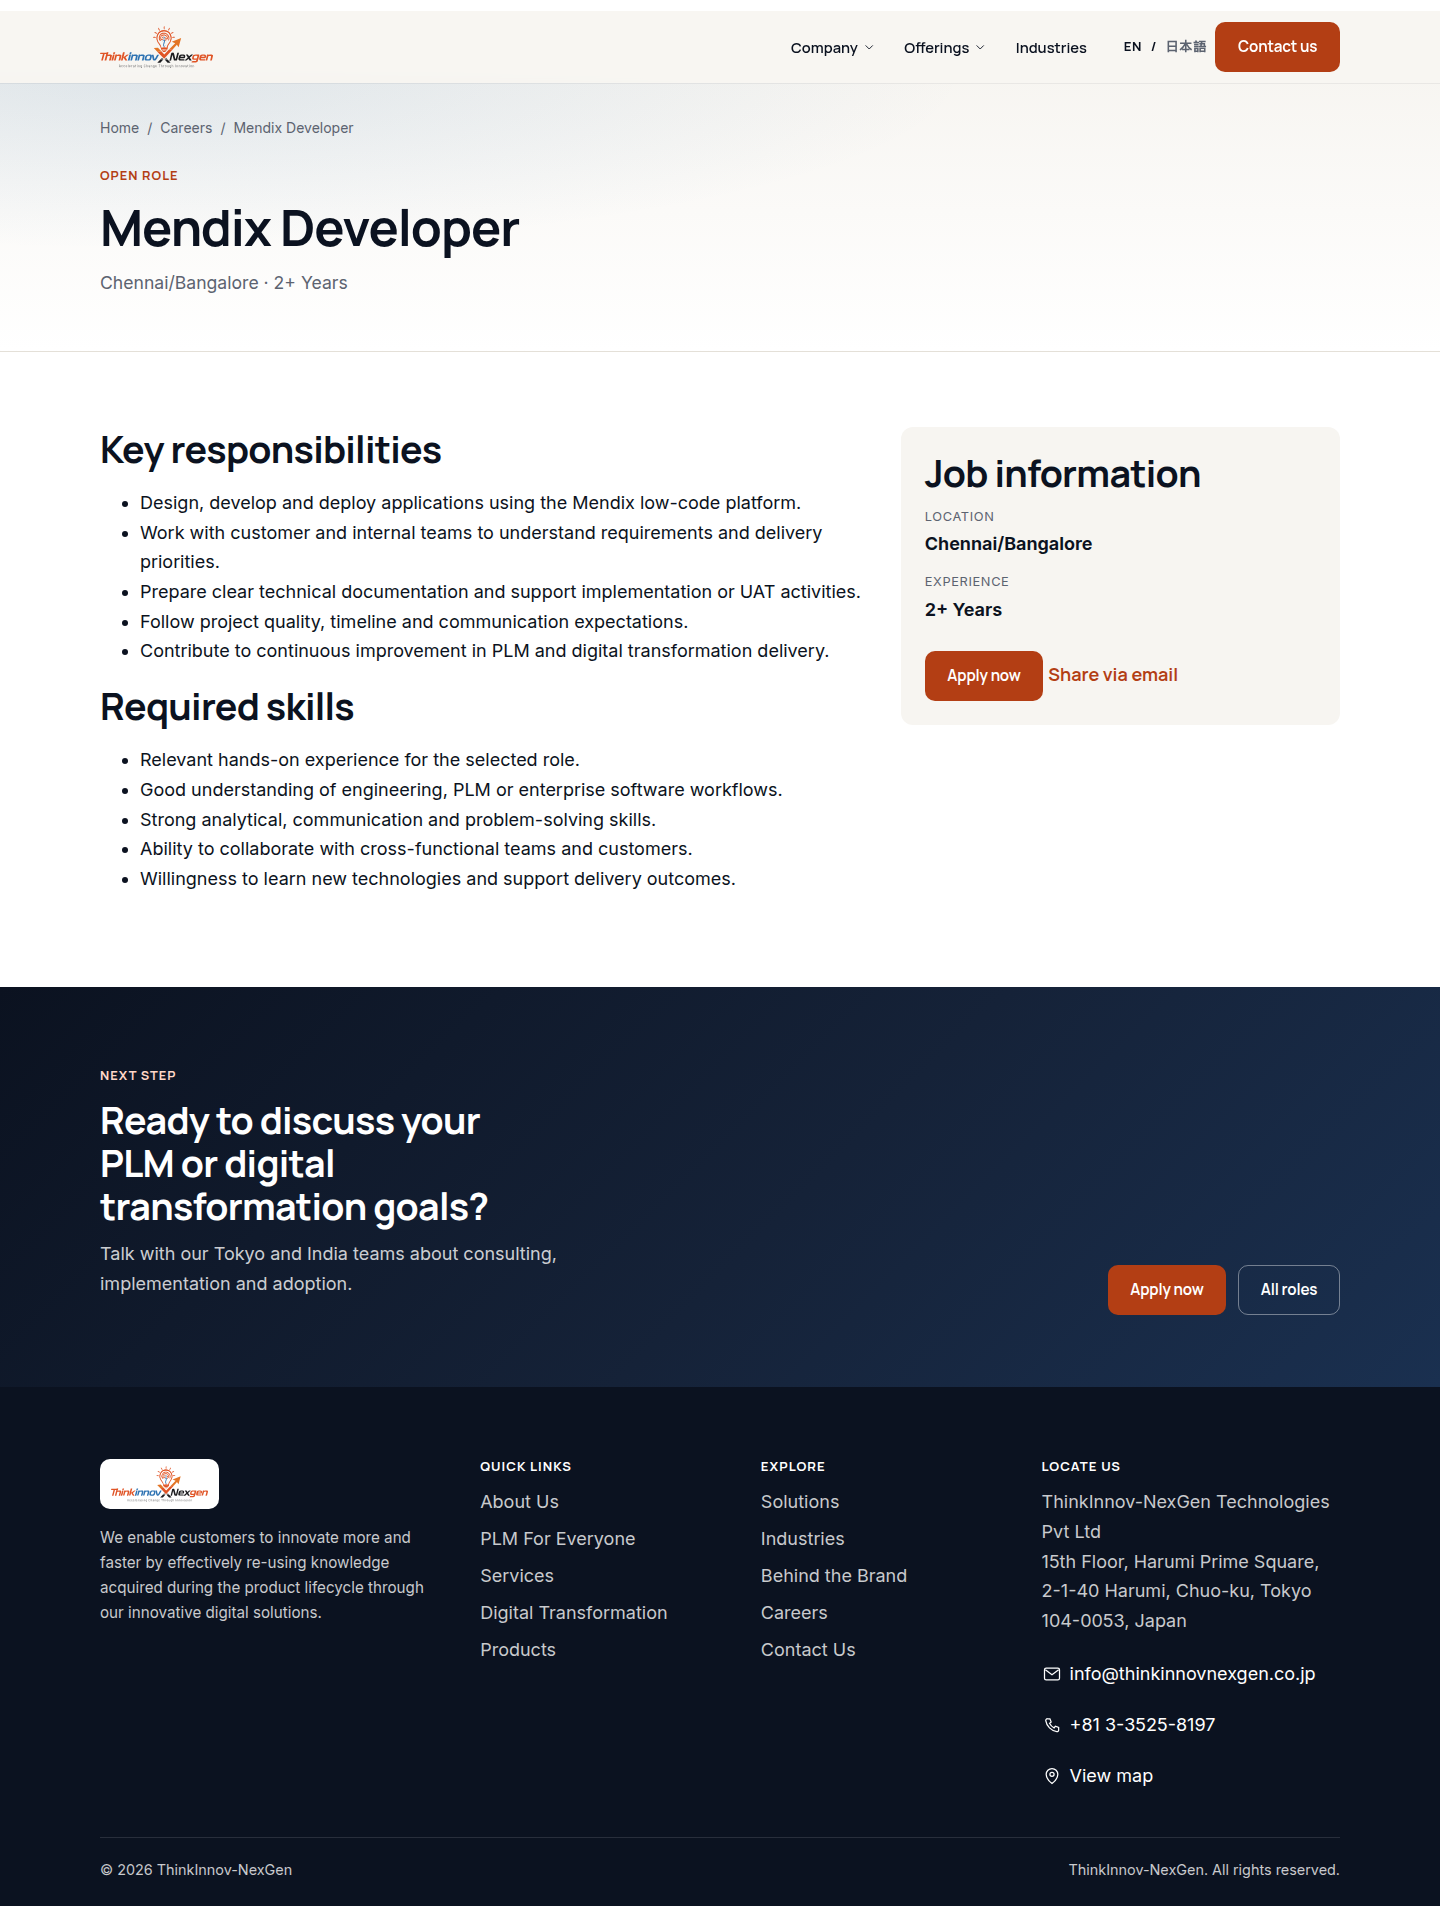 ThinkinnovXNexgen
Accelerating Change Through Innovation
Company
Offerings
Industries
EN / 日本語
Contact us
Home / Careers / Mendix Developer
OPEN ROLE
Mendix Developer
Chennai/Bangalore · 2+ Years
Key responsibilities
Design, develop and deploy applications using the Mendix low-code platform.
Work with customer and internal teams to understand requirements and delivery
priorities.
Prepare clear technical documentation and support implementation or UAT activities.
Follow project quality, timeline and communication expectations.
Contribute to continuous improvement in PLM and digital transformation delivery.
Required skills
Relevant hands-on experience for the selected role.
Good understanding of engineering, PLM or enterprise software workflows.
Strong analytical, communication and problem-solving skills.
Ability to collaborate with cross-functional teams and customers.
Willingness to learn new technologies and support delivery outcomes.
Job information
LOCATION
Chennai/Bangalore
EXPERIENCE
2+ Years
Apply now
Share via email
NEXT STEP
Ready to discuss your
PLM or digital
transformation goals?
Talk with our Tokyo and India teams about consulting,
implementation and adoption.
Apply now
All roles
ThinkinnovXNexgen
Accelerating Change Through Innovation
We enable customers to innovate more and
faster by effectively re-using knowledge
acquired during the product lifecycle through
our innovative digital solutions.
QUICK LINKS
About Us
PLM For Everyone
Services
Digital Transformation
Products
EXPLORE
Solutions
Industries
Behind the Brand
Careers
Contact Us
LOCATE US
ThinkInnov-NexGen Technologies
Pvt Ltd
15th Floor, Harumi Prime Square,
2-1-40 Harumi, Chuo-ku, Tokyo
104-0053, Japan
info@thinkinnovnexgen.co.jp
+81 3-3525-8197
View map
© 2026 ThinkInnov-NexGen
ThinkInnov-NexGen. All rights reserved.